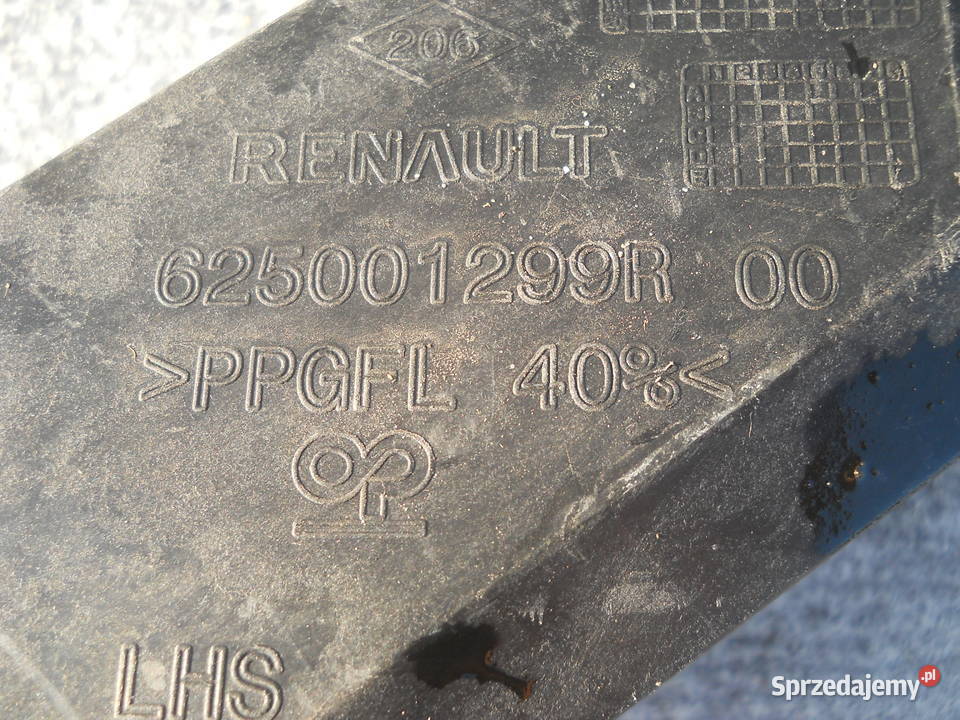 206
RENAULT
625001299R 00
>PPGFL 40%<
LHS
Sprzedajemy.pl